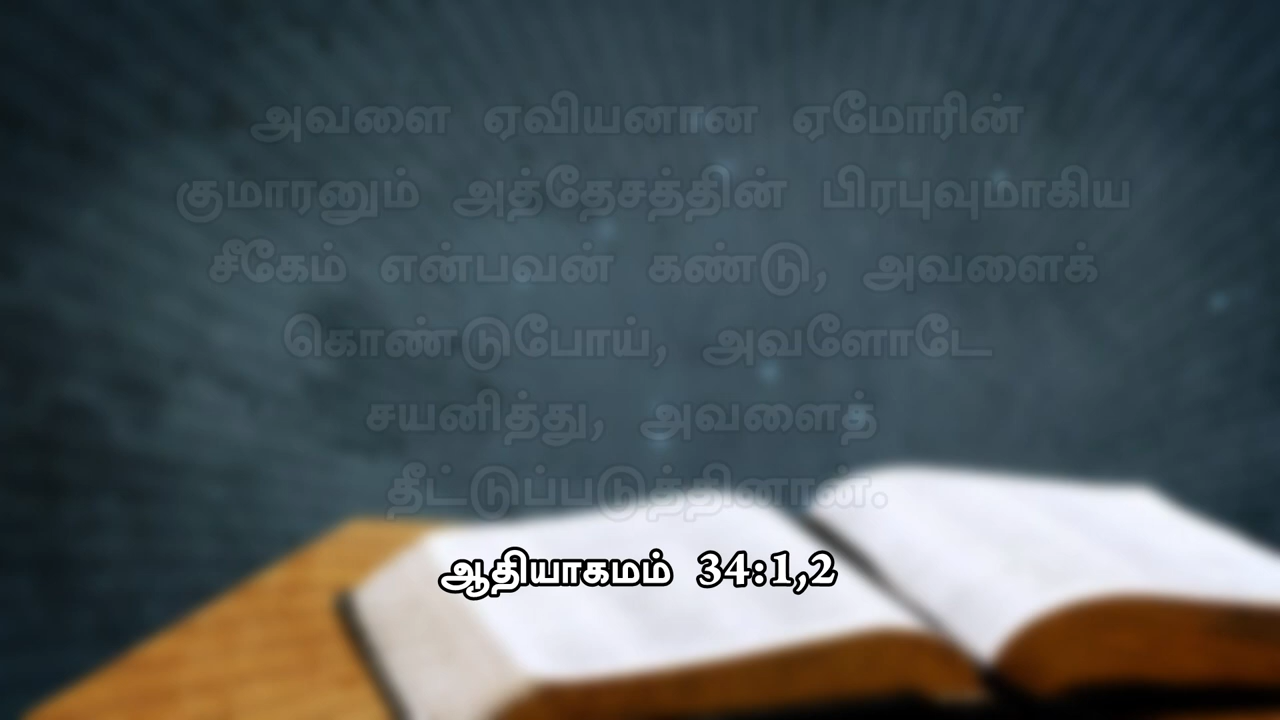 அவளை ஏவியனான ஏமோரின்
குமாரனும் அத்தேசத்தின் பிரபுவுமாகிய
சீகேம் என்பவன் கண்டு, அவளைக்
கொண்டுபோய், அவளோடே
சயனித்து, அவளைத்
தீட்டுப்படுத்தினான்.
ஆதியாகமம் 34:1,2